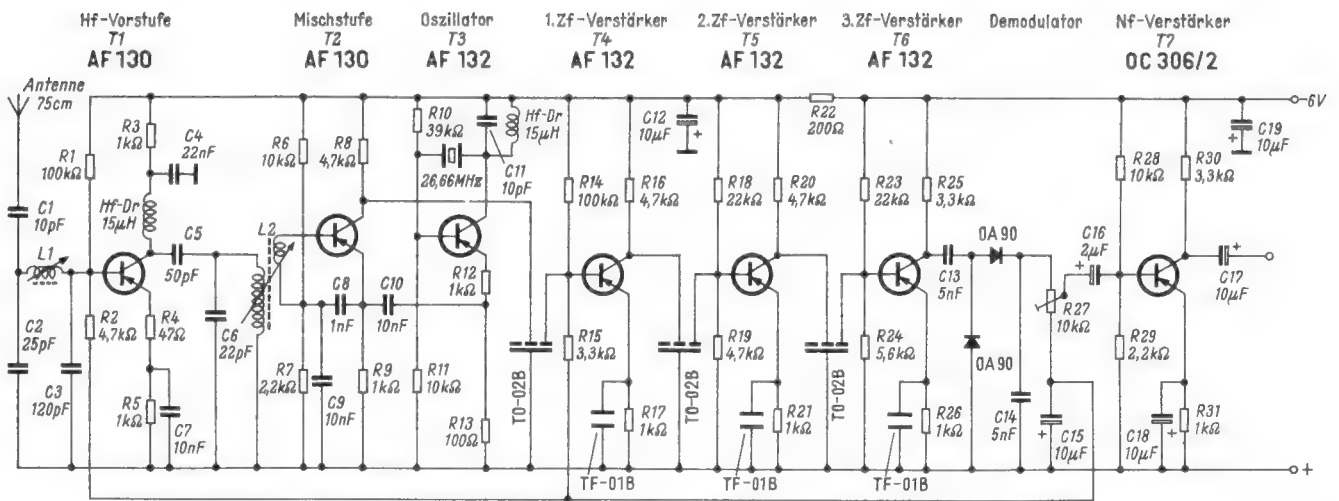 Hf-Vorstufe
T1
AF 130
Mischstufe
T2
AF 130
Oszillator
T3
AF 132
1.Zf-Verstärker
T4
AF 132
2.Zf-Verstärker
T5
AF 132
3.Zf-Verstärker
T6
AF 132
Demodulator
Nf-Verstärker
T7
OC 306/2
Antenne
75cm
R1
100kΩ
R3
1kΩ
C4
22nF
Hf-Dr
15µH
C1
10pF
L1
C5
50pF
R2
4,7kΩ
R4
47Ω
C2
25pF
C3
120pF
R5
1kΩ
C7
10nF
C6
22pF
L2
R6
10kΩ
R8
4,7kΩ
C8
1nF
C10
10nF
R7
2,2kΩ
C9
10nF
R9
1kΩ
R10
39kΩ
26,66MHz
C11
10pF
Hf-Dr
15µH
R12
1kΩ
R11
10kΩ
R13
100Ω
TO-02B
R14
100kΩ
R16
4,7kΩ
C12
10µF
+
R15
3,3kΩ
R17
1kΩ
TF-01B
TO-02B
R18
22kΩ
R20
4,7kΩ
R22
200Ω
R19
4,7kΩ
R21
1kΩ
TF-01B
TO-02B
R23
22kΩ
R25
3,3kΩ
R24
5,6kΩ
R26
1kΩ
TF-01B
C13
5nF
OA 90
OA 90
C14
5nF
R27
10kΩ
C15
10µF
+
C16
2µF
+
R28
10kΩ
R30
3,3kΩ
C19
10µF
+
-6V
R29
2,2kΩ
C17
10µF
+
C18
10µF
+
R31
1kΩ
+